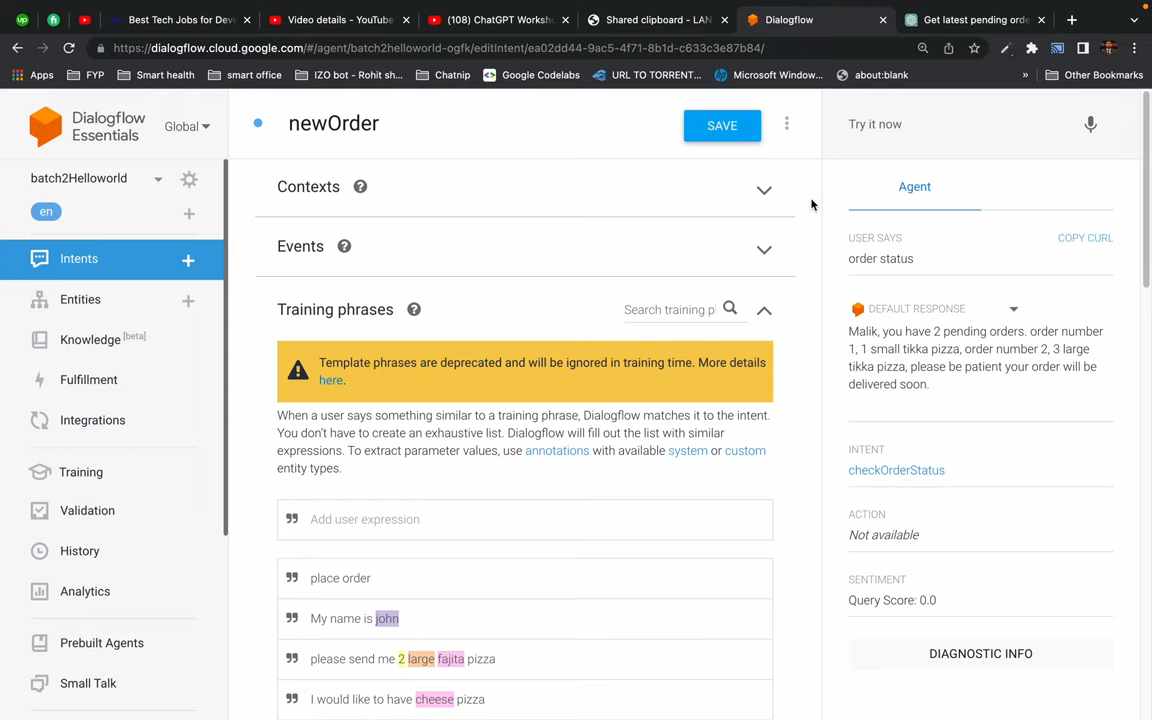 Best Tech Jobs for Deve
Video details - YouTube
(108) ChatGPT Worksho
Shared clipboard - LAN
Dialogflow
Get latest pending orde
https://dialogflow.cloud.google.com/#/agent/batch2helloworld-ogfk/editIntent/ea02dd44-9ac5-4f71-8b1d-c633c3e87b84/
Apps
FYP
Smart health
smart office
IZO bot - Rohit sh...
Chatnip
Google Codelabs
URL TO TORRENT...
Microsoft Window...
about:blank
»
Other Bookmarks
Dialogflow
Essentials
Global
batch2Helloworld
en
Intents
Entities
Knowledge [beta]
Fulfillment
Integrations
Training
Validation
History
Analytics
Prebuilt Agents
Small Talk
newOrder
SAVE
Contexts
Events
Training phrases
Search training p
Template phrases are deprecated and will be ignored in training time. More details
here.
When a user says something similar to a training phrase, Dialogflow matches it to the intent.
You don't have to create an exhaustive list. Dialogflow will fill out the list with similar
expressions. To extract parameter values, use annotations with available system or custom
entity types.
Add user expression
place order
My name is john
please send me 2 large fajita pizza
I would like to have cheese pizza
Try it now
Agent
USER SAYS
COPY CURL
order status
DEFAULT RESPONSE
Malik, you have 2 pending orders. order number
1, 1 small tikka pizza, order number 2, 3 large
tikka pizza, please be patient your order will be
delivered soon.
INTENT
checkOrderStatus
ACTION
Not available
SENTIMENT
Query Score: 0.0
DIAGNOSTIC INFO